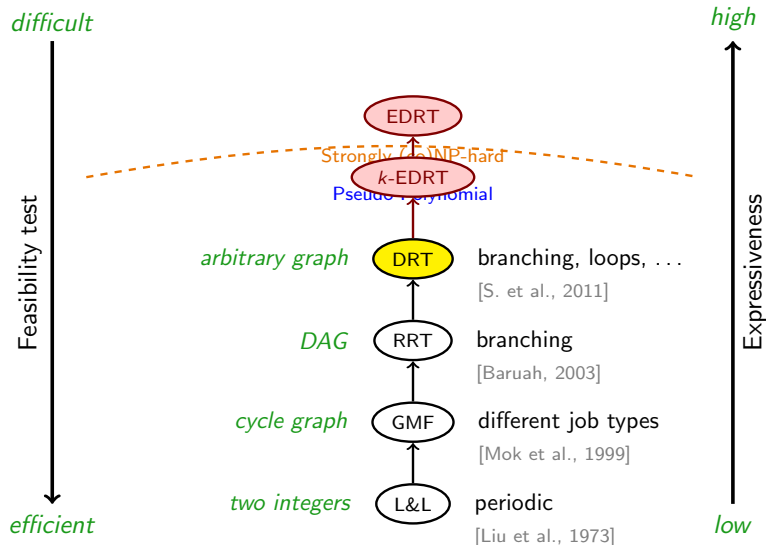 difficult
high
EDRT
Strongly (co)NP-hard
k-EDRT
Pseudo-Polynomial
Feasibility test
Expressiveness
arbitrary graph DRT branching, loops, . . .
[S. et al., 2011]
DAG RRT branching
[Baruah, 2003]
cycle graph GMF different job types
[Mok et al., 1999]
two integers L&L periodic
[Liu et al., 1973]
efficient
low